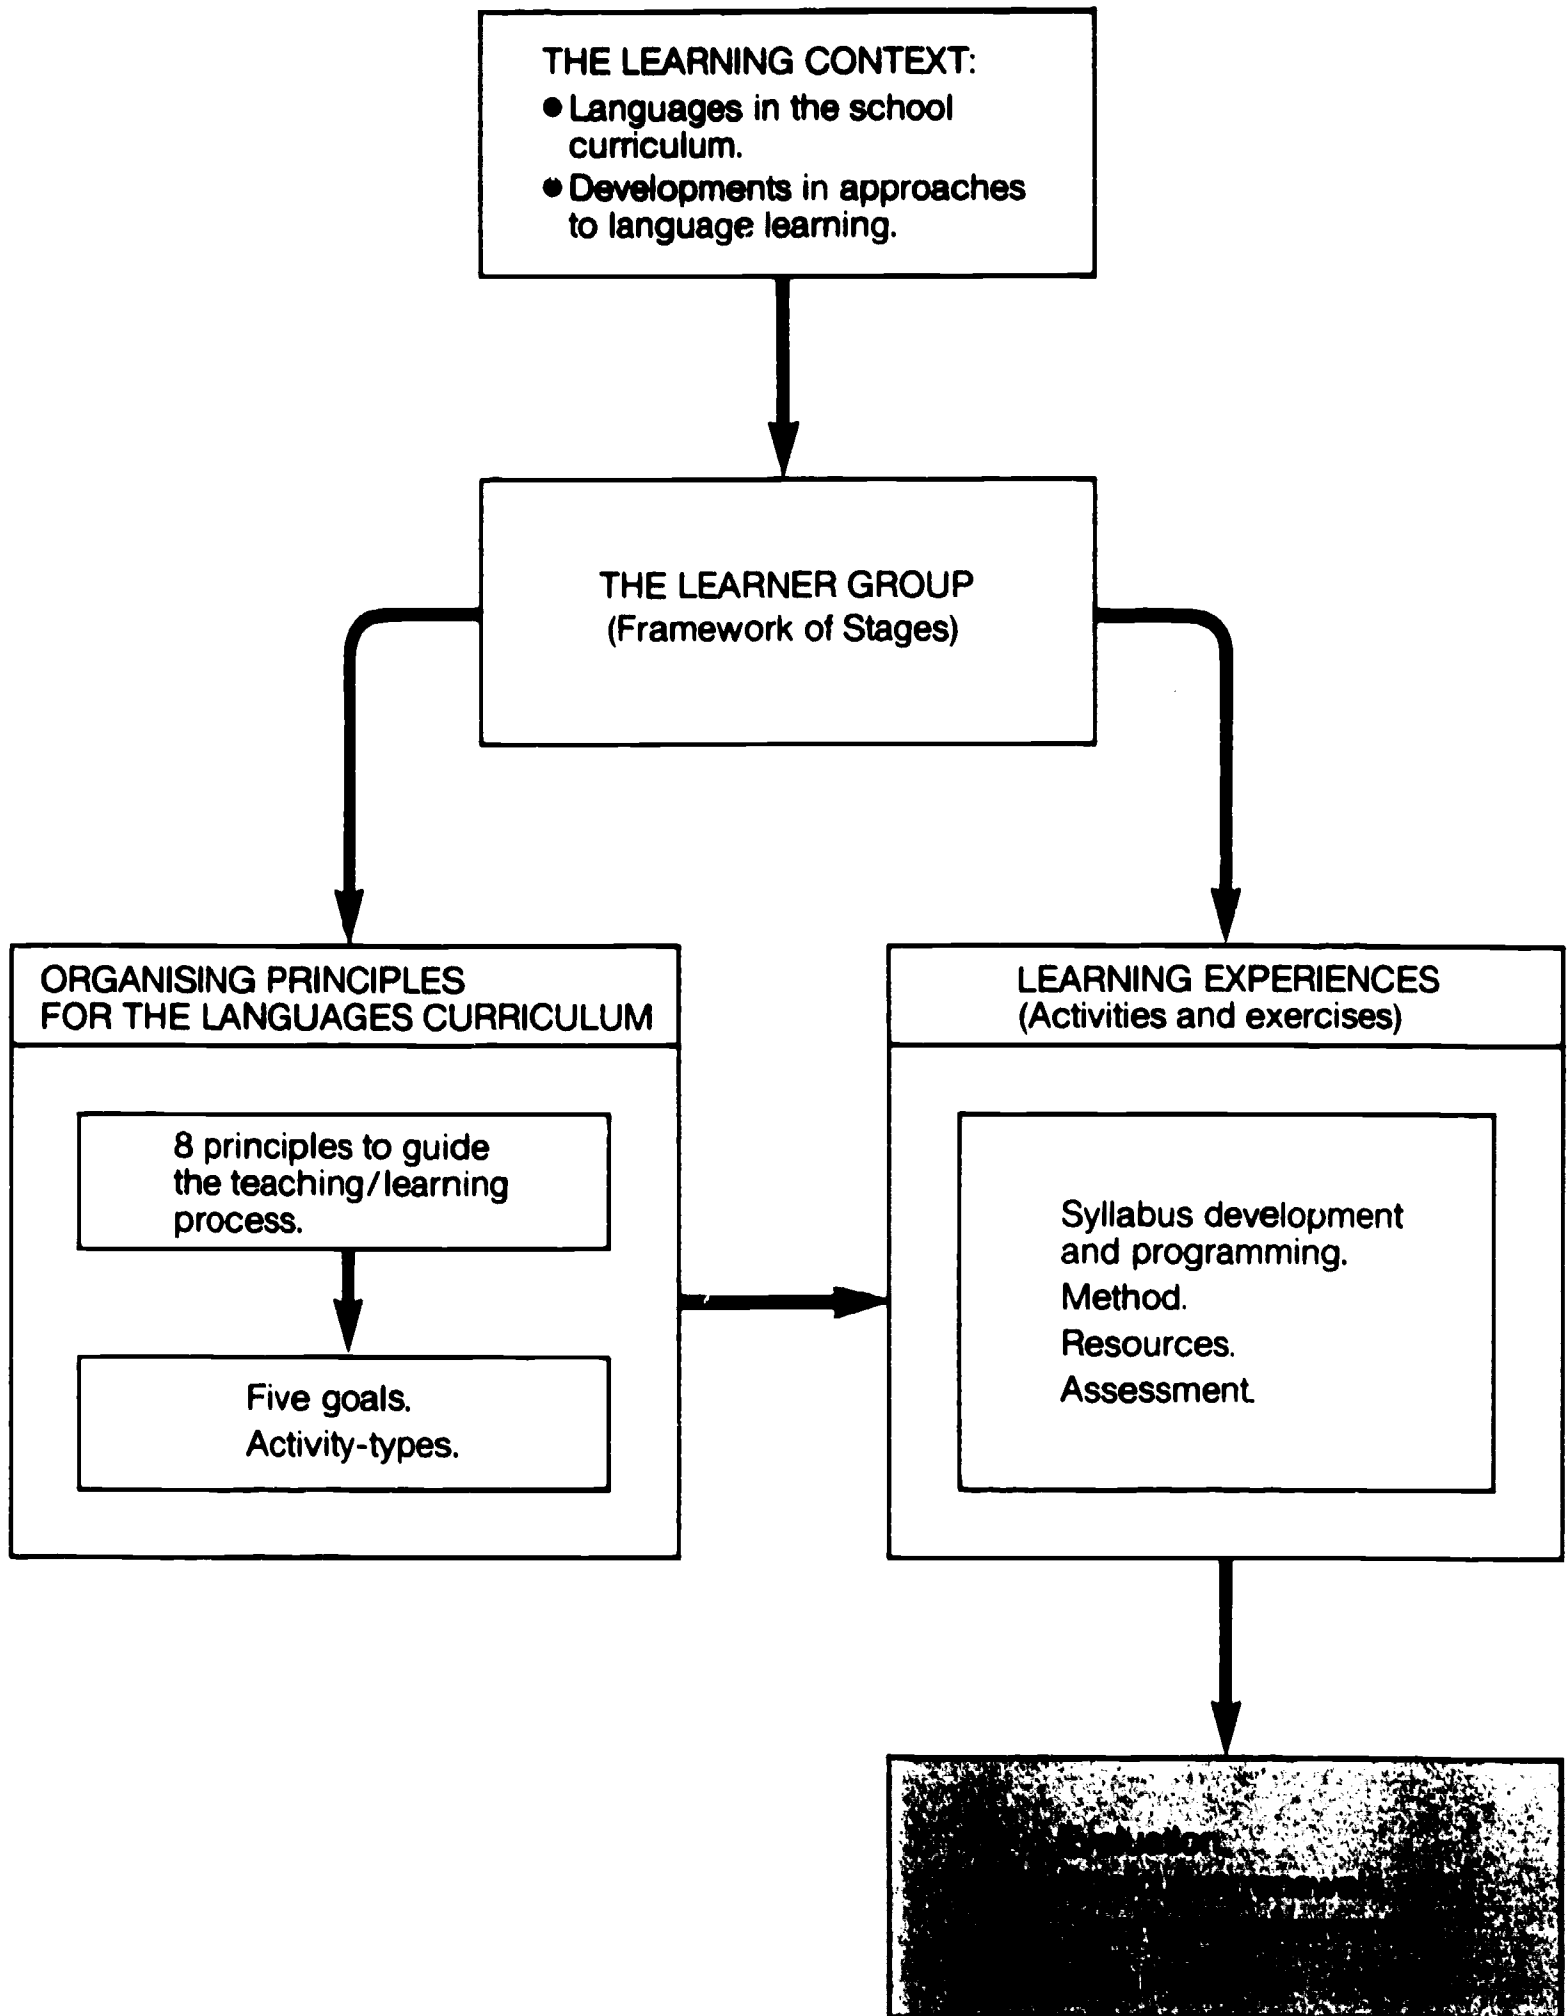 THE LEARNING CONTEXT:
● Languages in the school
curriculum.
● Developments in approaches
to language learning.
THE LEARNER GROUP
(Framework of Stages)
ORGANISING PRINCIPLES
FOR THE LANGUAGES CURRICULUM
8 principles to guide
the teaching/learning
process.
Five goals.
Activity-types.
LEARNING EXPERIENCES
(Activities and exercises)
Syllabus development
and programming.
Method.
Resources.
Assessment.
Evaluation.